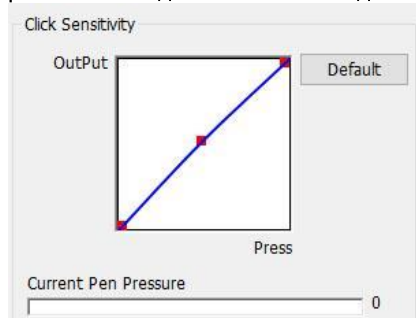 Click Sensitivity
OutPut
Default
Press
Current Pen Pressure
0